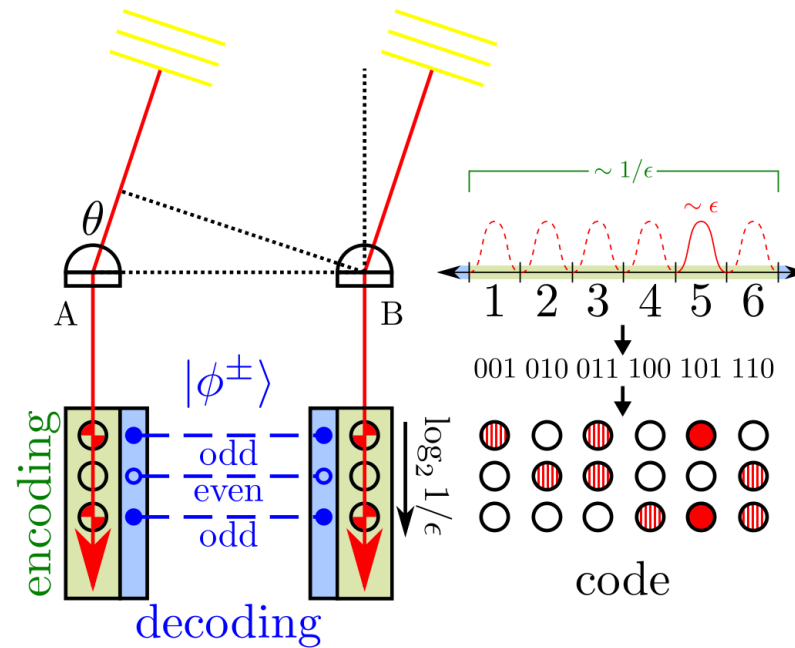 θ
A
B
|ϕ^±⟩
encoding
odd
even
odd
decoding
log₂ 1/ϵ
∼ 1/ϵ
∼ ϵ
1 2 3 4 5 6
001 010 011 100 101 110
code